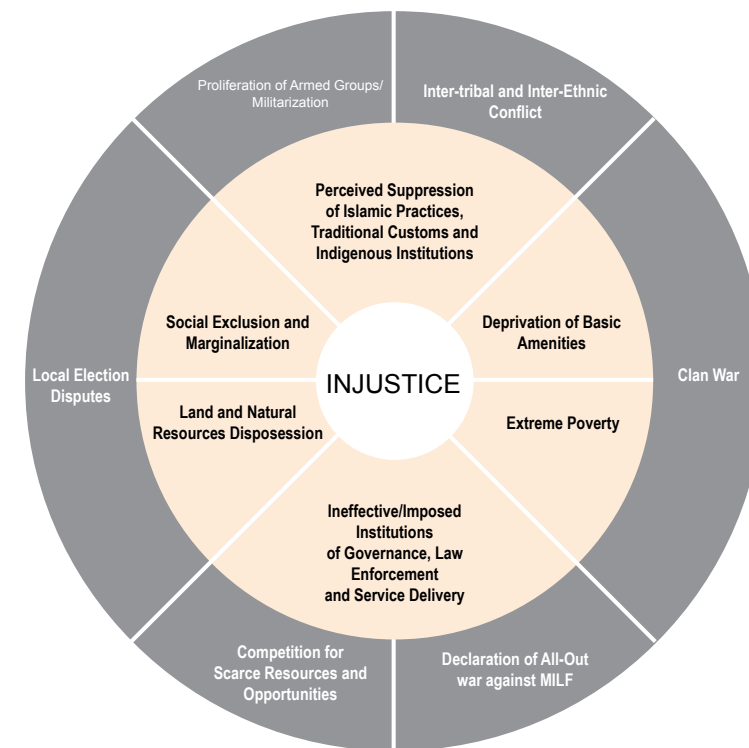 Proliferation of Armed Groups/
Militarization
Inter-tribal and Inter-Ethnic
Conflict
Perceived Suppression
of Islamic Practices,
Traditional Customs and
Indigenous Institutions
Social Exclusion and
Marginalization
Deprivation of Basic
Amenities
Local Election
Disputes
INJUSTICE
Clan War
Land and Natural
Resources Disposession
Extreme Poverty
Ineffective/Imposed
Institutions
of Governance, Law
Enforcement
and Service Delivery
Competition for
Scarce Resources and
Opportunities
Declaration of All-Out
war against MILF